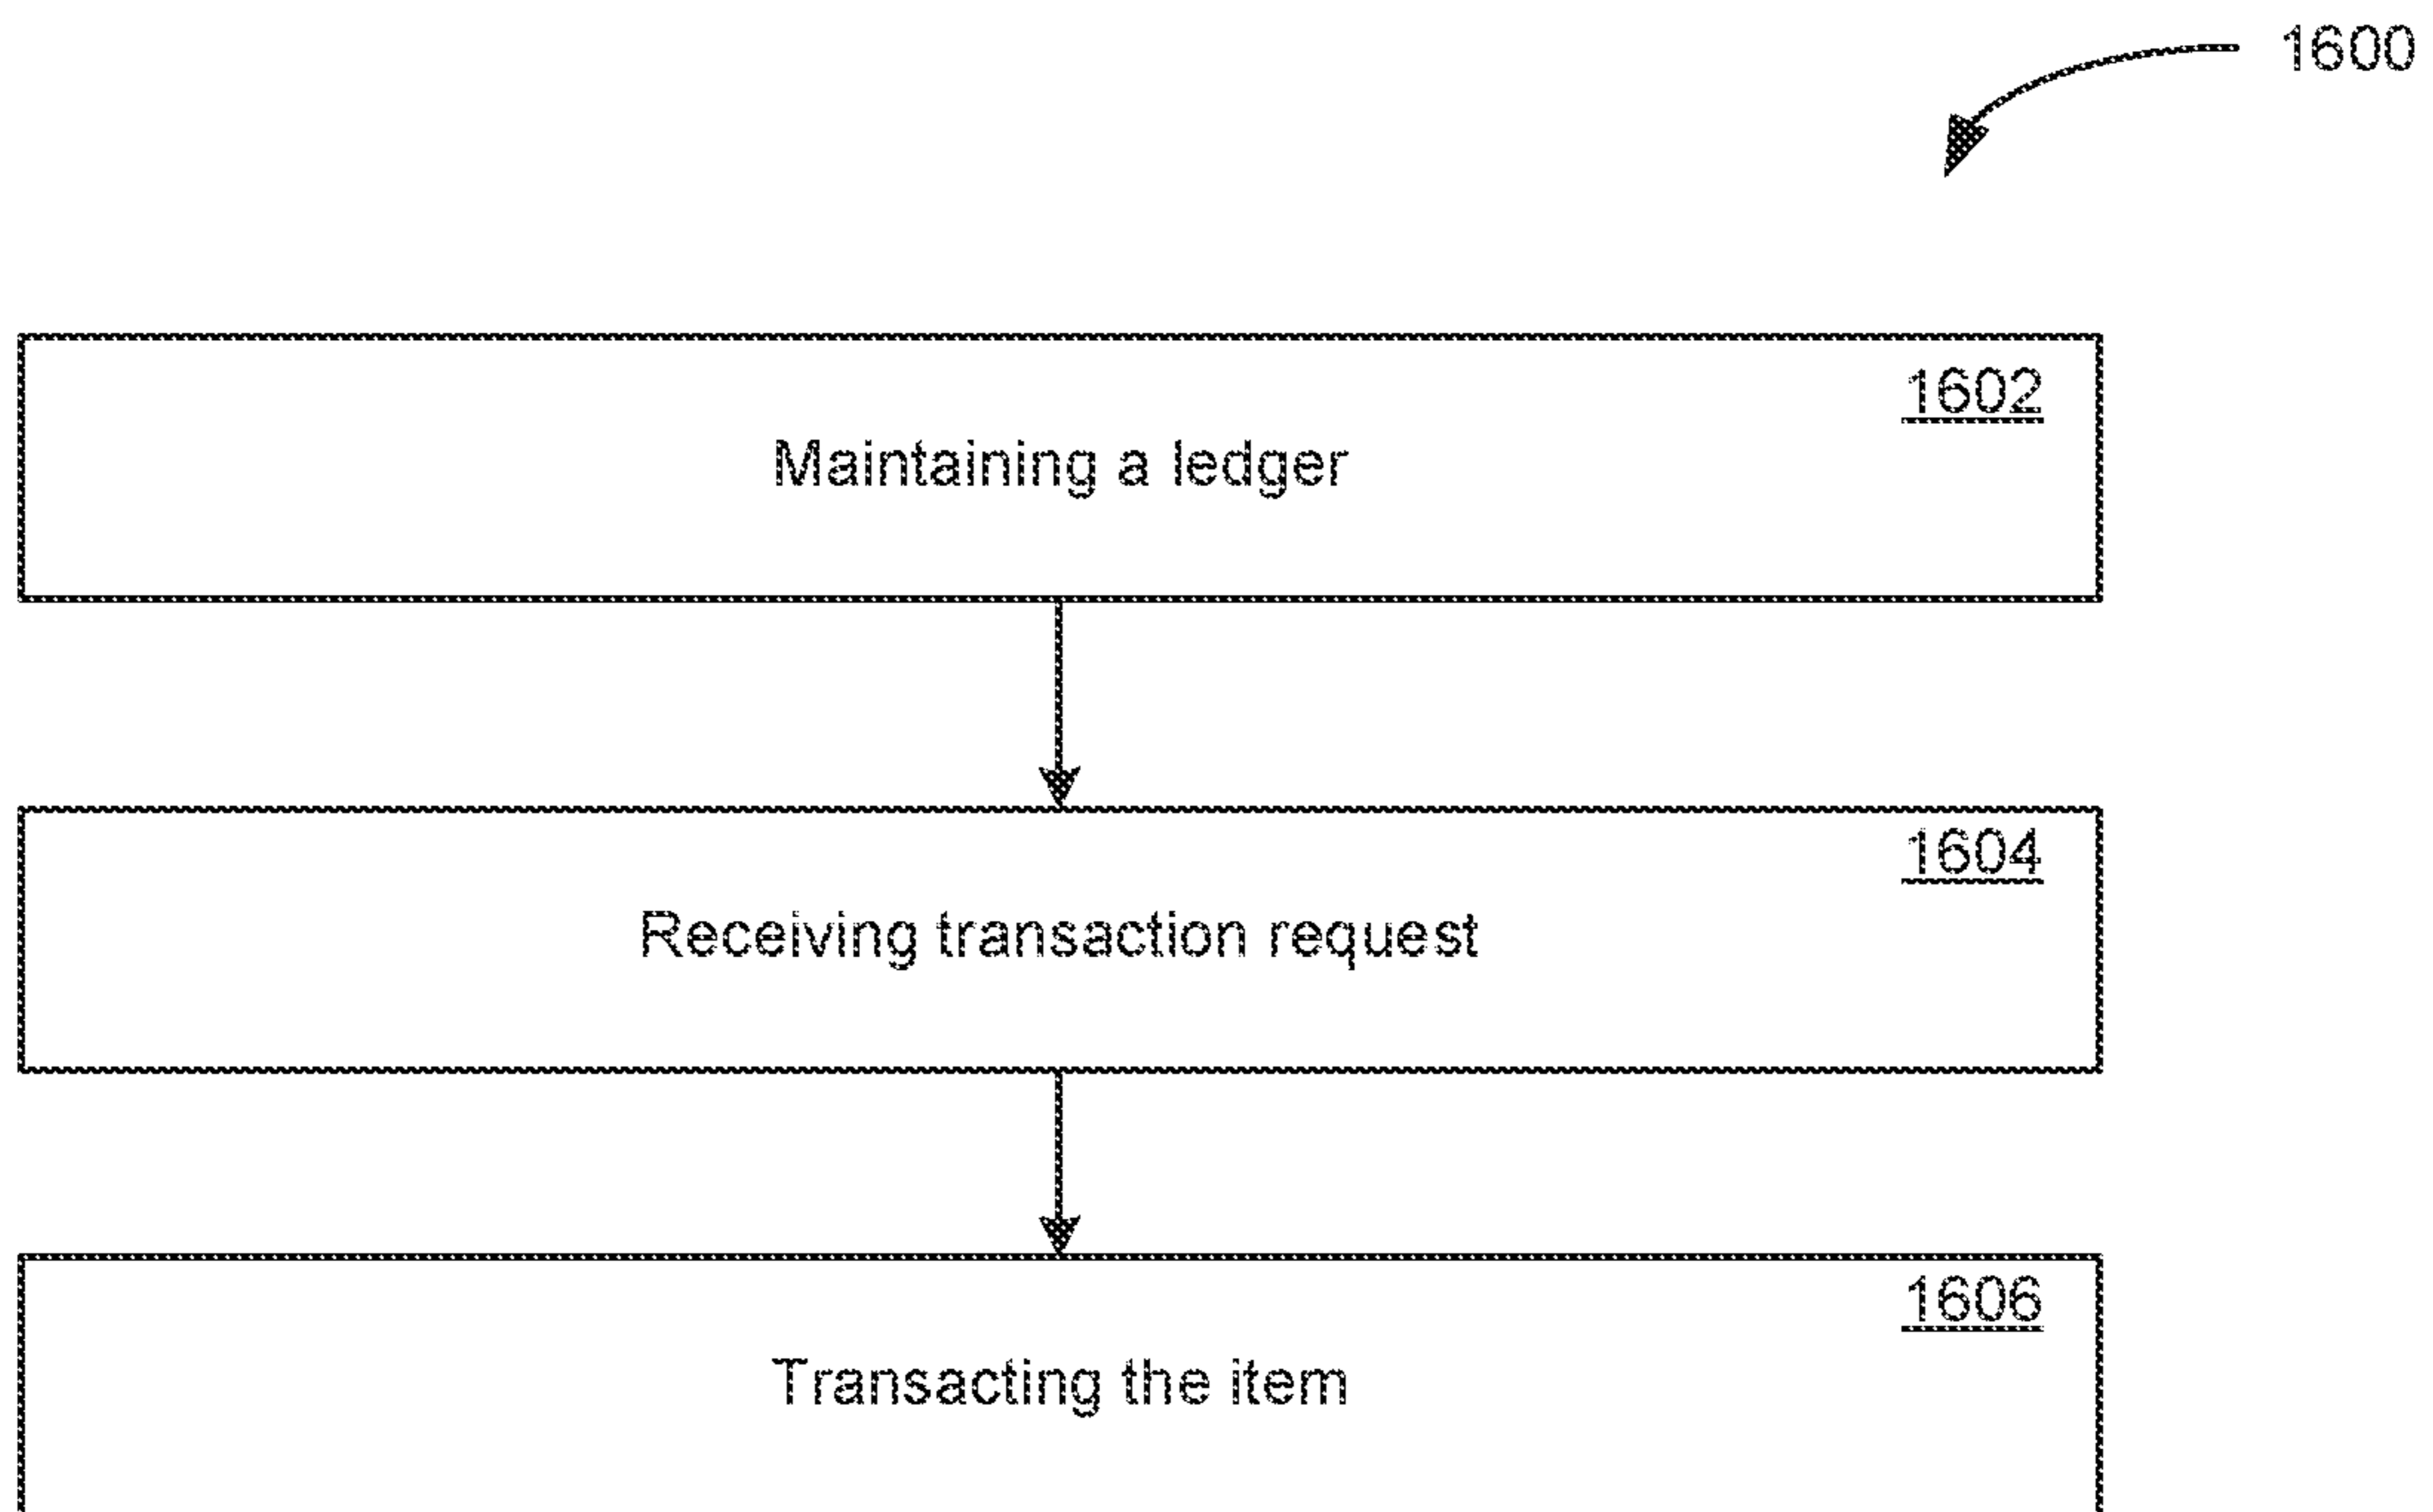 1600
1602
Maintaining a ledger
1604
Receiving transaction request
1606
Transacting the item